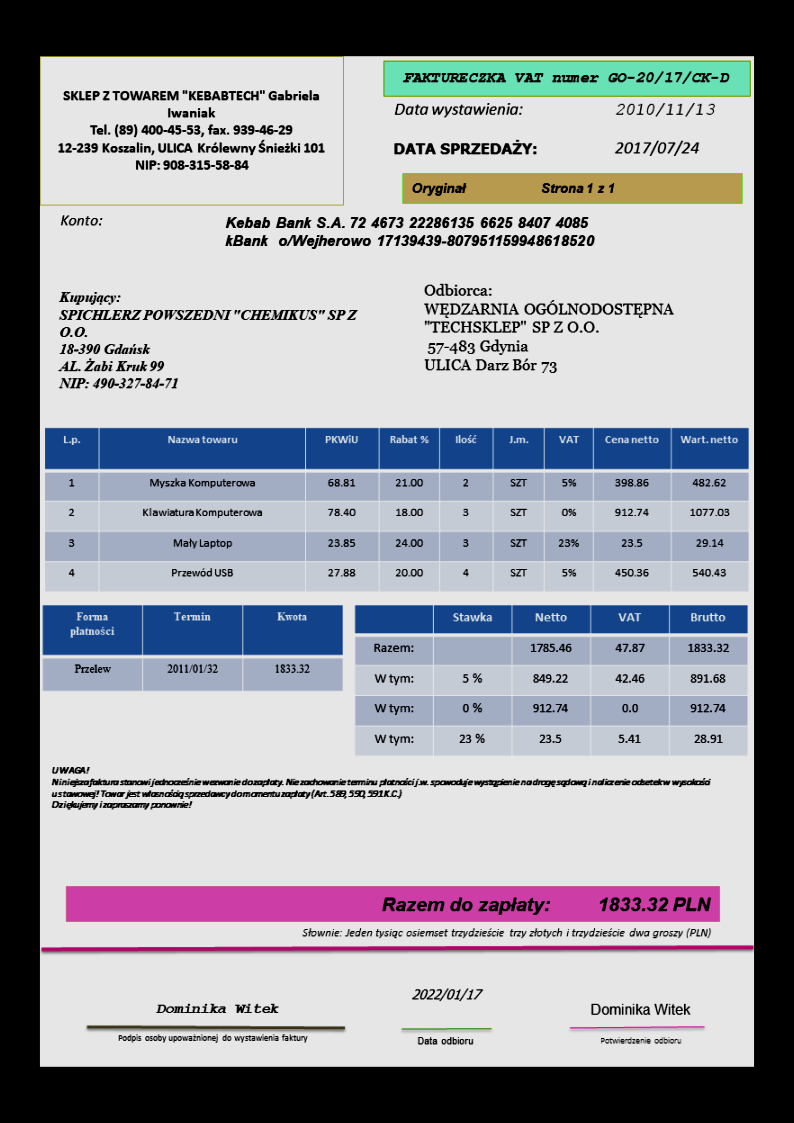 SKLEP Z TOWAREM "KEBABTECH" Gabriela
Iwaniak
Tel. (89) 400-45-53, fax. 939-46-29
12-239 Koszalin, ULICA Królewny Śnieżki 101
NIP: 908-315-58-84
FAKTURECZKA VAT numer GO-20/17/CK-D
Data wystawienia: 2010/11/13
DATA SPRZEDAŻY: 2017/07/24
Oryginał Strona 1 z 1
Konto: Kebab Bank S.A. 72 4673 22286135 6625 8407 4085
kBank o/Wejherowo 17139439-807951159948618520
Kupujący:
SPICHLERZ POWSZEDNI "CHEMIKUS" SP Z
O.O.
18-390 Gdańsk
AL. Żabi Kruk 99
NIP: 490-327-84-71
Odbiorca:
WĘDZARNIA OGÓLNODOSTĘPNA
"TECHSKLEP" SP Z O.O.
57-483 Gdynia
ULICA Darz Bór 73
L.p. Nazwa towaru PKWiU Rabat % Ilość J.m. VAT Cena netto Wart. netto
1 Myszka Komputerowa 68.81 21.00 2 SZT 5% 398.86 482.62
2 Klawiatura Komputerowa 78.40 18.00 3 SZT 0% 912.74 1077.03
3 Mały Laptop 23.85 24.00 3 SZT 23% 23.5 29.14
4 Przewód USB 27.88 20.00 4 SZT 5% 450.36 540.43
Forma płatności Termin Kwota
Przelew 2011/01/32 1833.32
Stawka Netto VAT Brutto
Razem: 1785.46 47.87 1833.32
W tym: 5 % 849.22 42.46 891.68
W tym: 0 % 912.74 0.0 912.74
W tym: 23 % 23.5 5.41 28.91
UWAGA!
Niniejsza faktura stanowi jednocześnie wezwanie do zapłaty. Nie zachowanie terminu płatności j.w. spowoduje wystąpienie na drogę sądową i naliczenie odsetek w wysokości
ustawowej! Towar jest własnością sprzedawcy do momentu zapłaty (Art. 589, 590, 591 K.C.)
Dziękujemy i zapraszamy ponownie!
Razem do zapłaty: 1833.32 PLN
Słownie: Jeden tysiąc osiemset trzydzieście trzy złotych i trzydzieście dwa groszy (PLN)
Dominika Witek
Podpis osoby upoważnionej do wystawienia faktury
2022/01/17
Data odbioru
Dominika Witek
Potwierdzenie odbioru